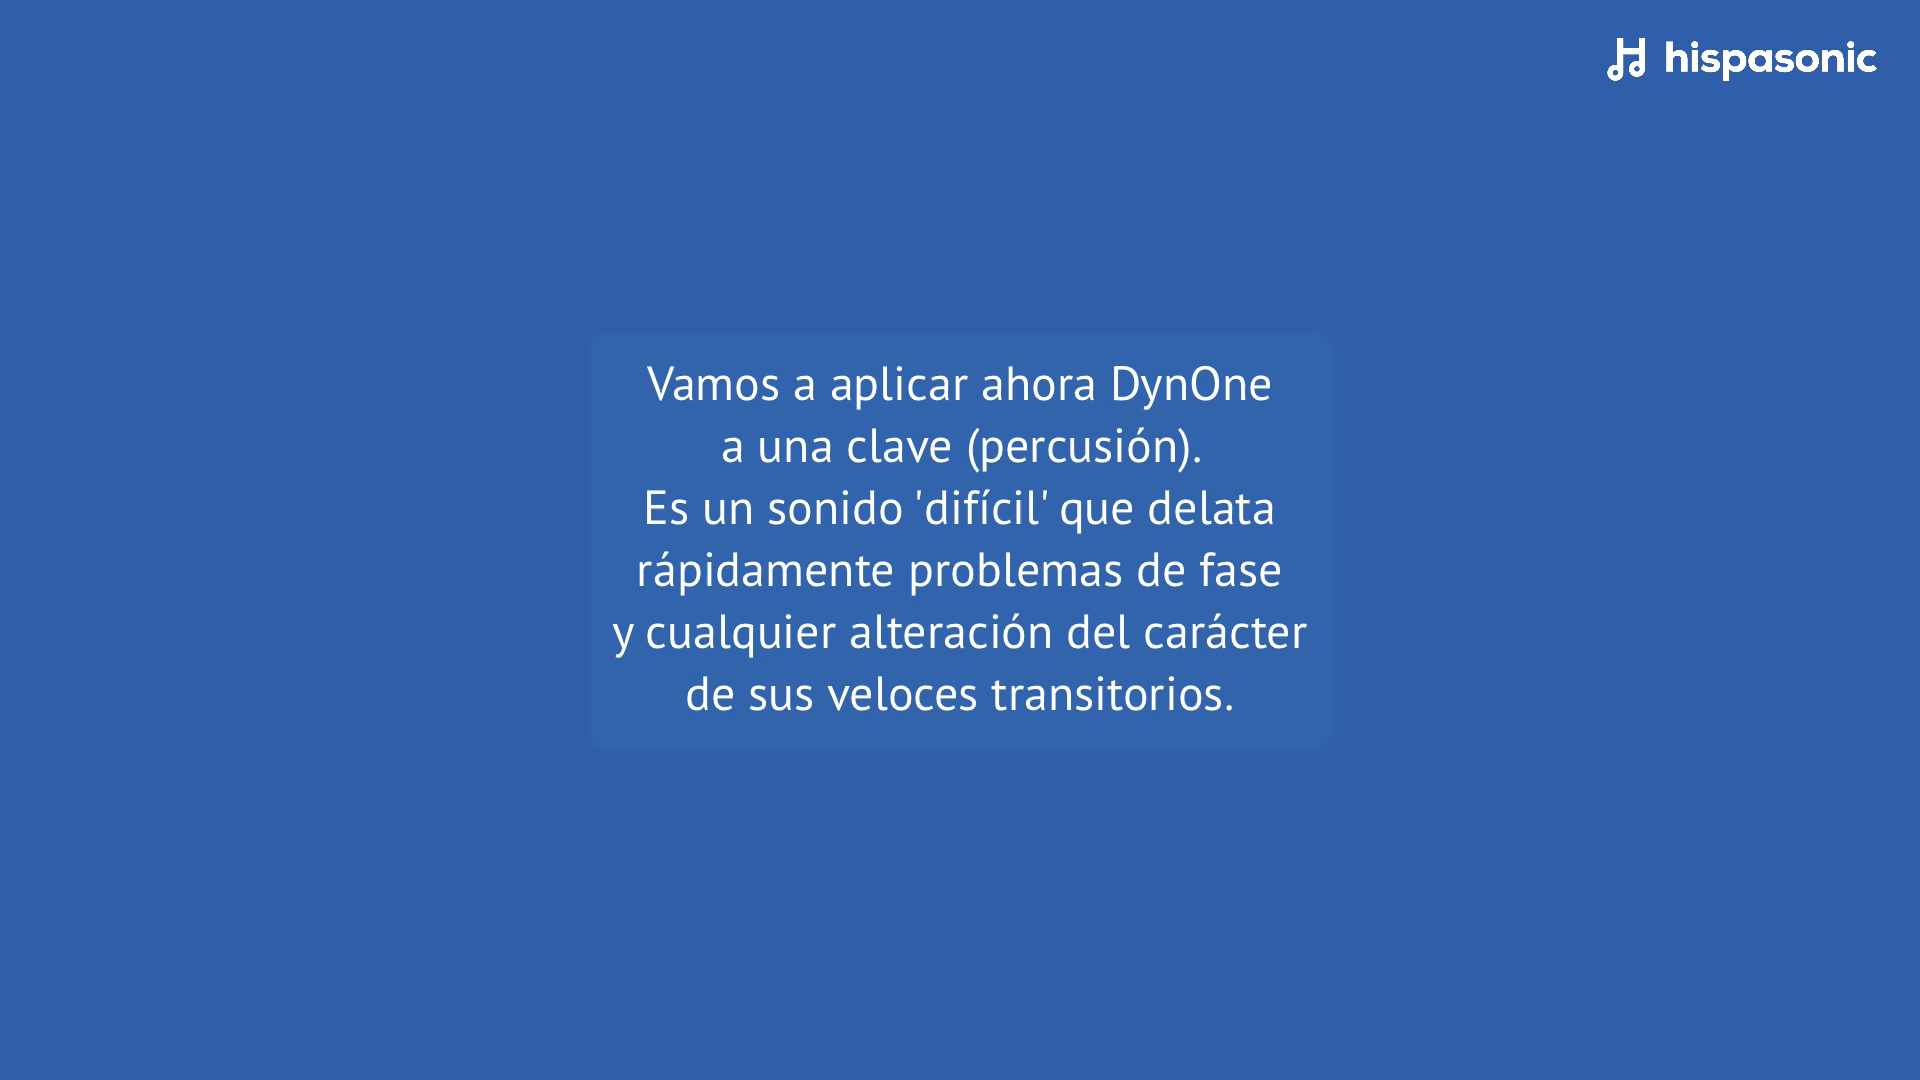 hispasonic
Vamos a aplicar ahora DynOne
a una clave (percusión).
Es un sonido 'difícil' que delata
rápidamente problemas de fase
y cualquier alteración del carácter
de sus veloces transitorios.